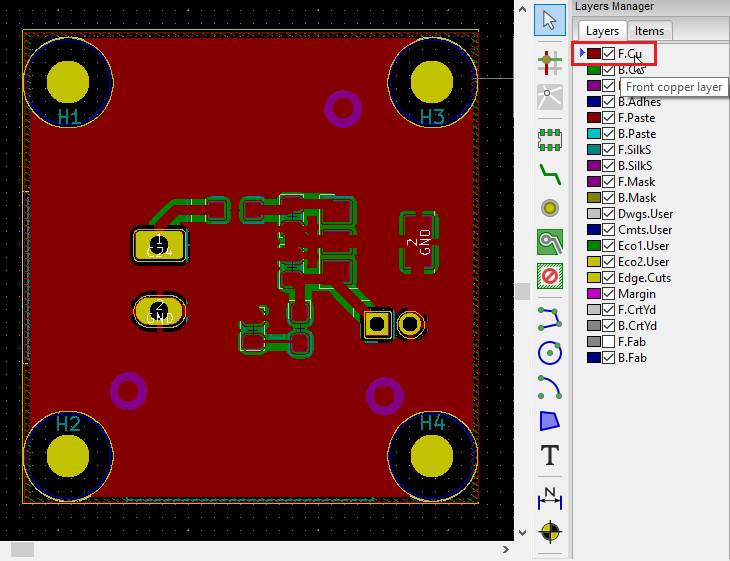 Layers Manager
Layers Items
F.Cu
B.Cu
Front copper layer
B.Adhes
F.Paste
B.Paste
F.SilkS
B.SilkS
F.Mask
B.Mask
Dwgs.User
Cmts.User
Eco1.User
Eco2.User
Edge.Cuts
Margin
F.CrtYd
B.CrtYd
F.Fab
B.Fab
H1
H3
1
G24
2
GND
2
GND
H2
H4
T
N